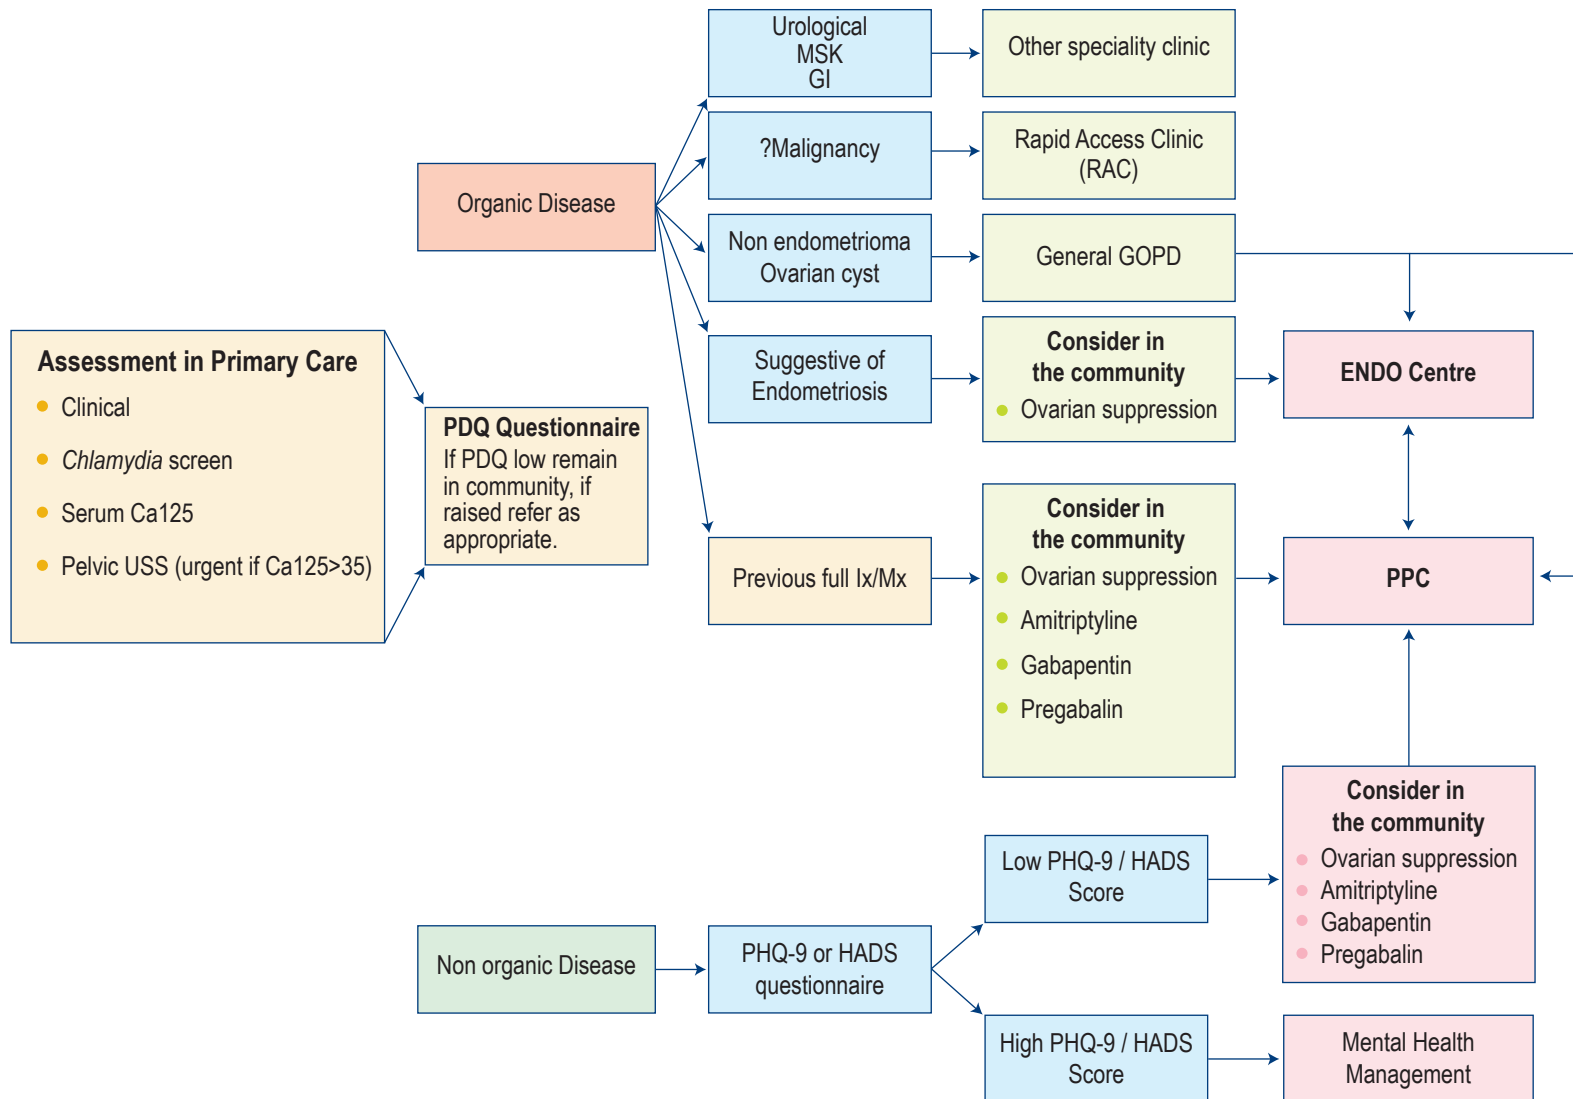 Urological
MSK
GI
Other speciality clinic
?Malignancy
Rapid Access Clinic
(RAC)
Organic Disease
Non endometrioma
Ovarian cyst
General GOPD
Assessment in Primary Care
• Clinical
• Chlamydia screen
• Serum Ca125
• Pelvic USS (urgent if Ca125>35)
PDQ Questionnaire
If PDQ low remain
in community, if
raised refer as
appropriate.
Suggestive of
Endometriosis
Consider in
the community
• Ovarian suppression
ENDO Centre
Previous full Ix/Mx
Consider in
the community
• Ovarian suppression
• Amitriptyline
• Gabapentin
• Pregabalin
PPC
Non organic Disease
PHQ-9 or HADS
questionnaire
Low PHQ-9 / HADS
Score
Consider in
the community
• Ovarian suppression
• Amitriptyline
• Gabapentin
• Pregabalin
High PHQ-9 / HADS
Score
Mental Health
Management